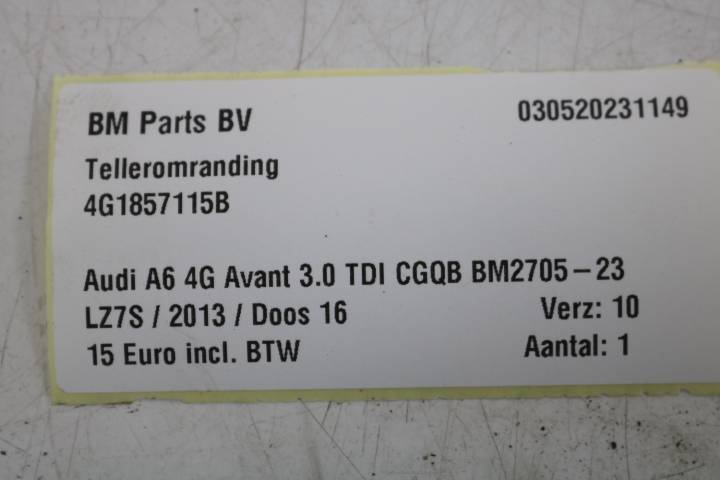 BM Parts BV 030520231149
Telleromranding
4G1857115B
Audi A6 4G Avant 3.0 TDI CGQB BM2705-23
LZ7S / 2013 / Doos 16 Verz: 10
15 Euro incl. BTW Aantal: 1